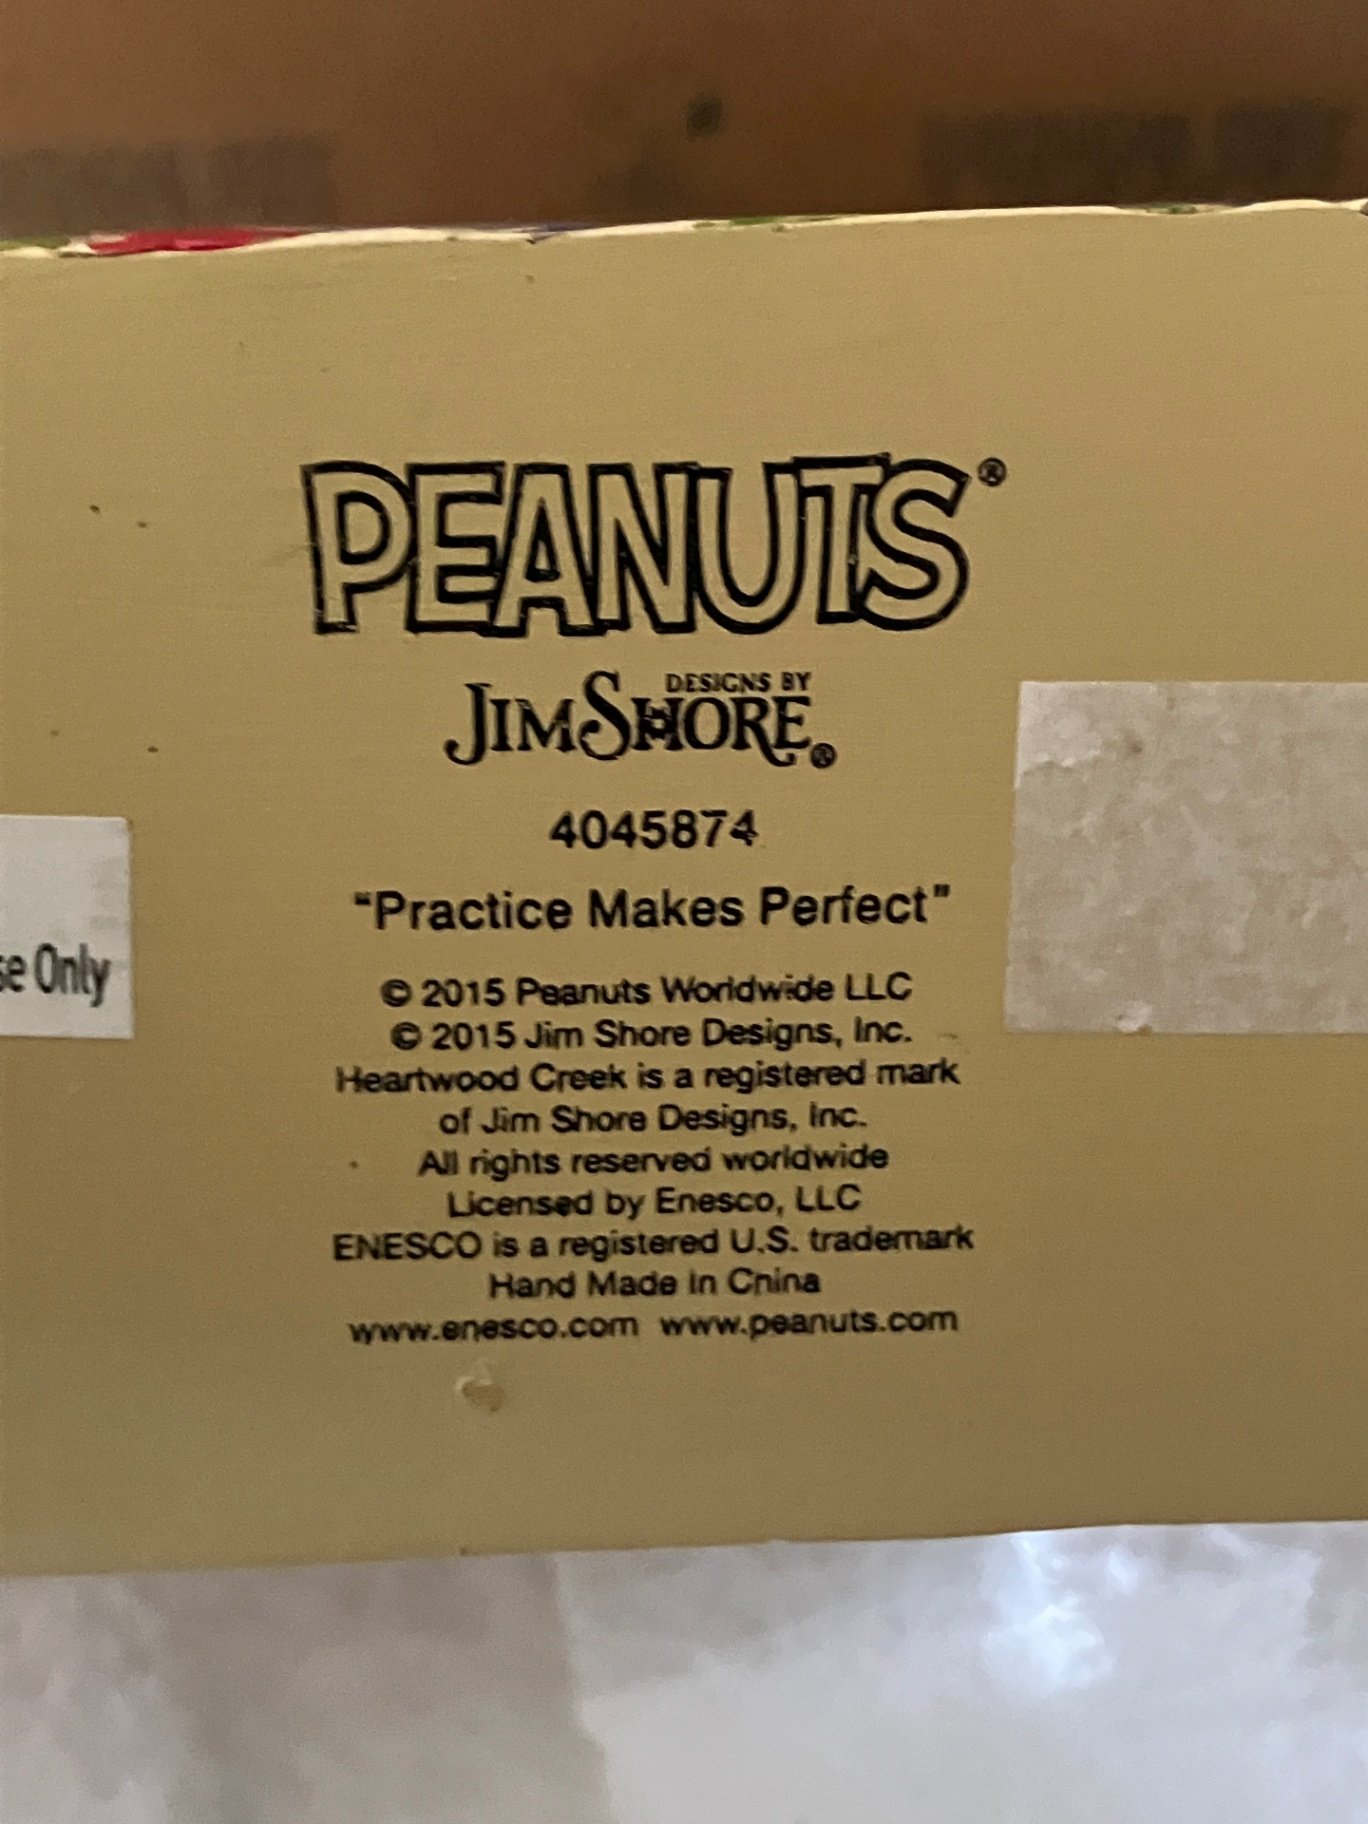 PEANUTS®
DESIGNS BY
JIM SHORE®
4045874
"Practice Makes Perfect"
© 2015 Peanuts Worldwide LLC
© 2015 Jim Shore Designs, Inc.
Heartwood Creek is a registered mark
of Jim Shore Designs, Inc.
All rights reserved worldwide
Licensed by Enesco, LLC
ENESCO is a registered U.S. trademark
Hand Made In China
www.enesco.com www.peanuts.com
Only